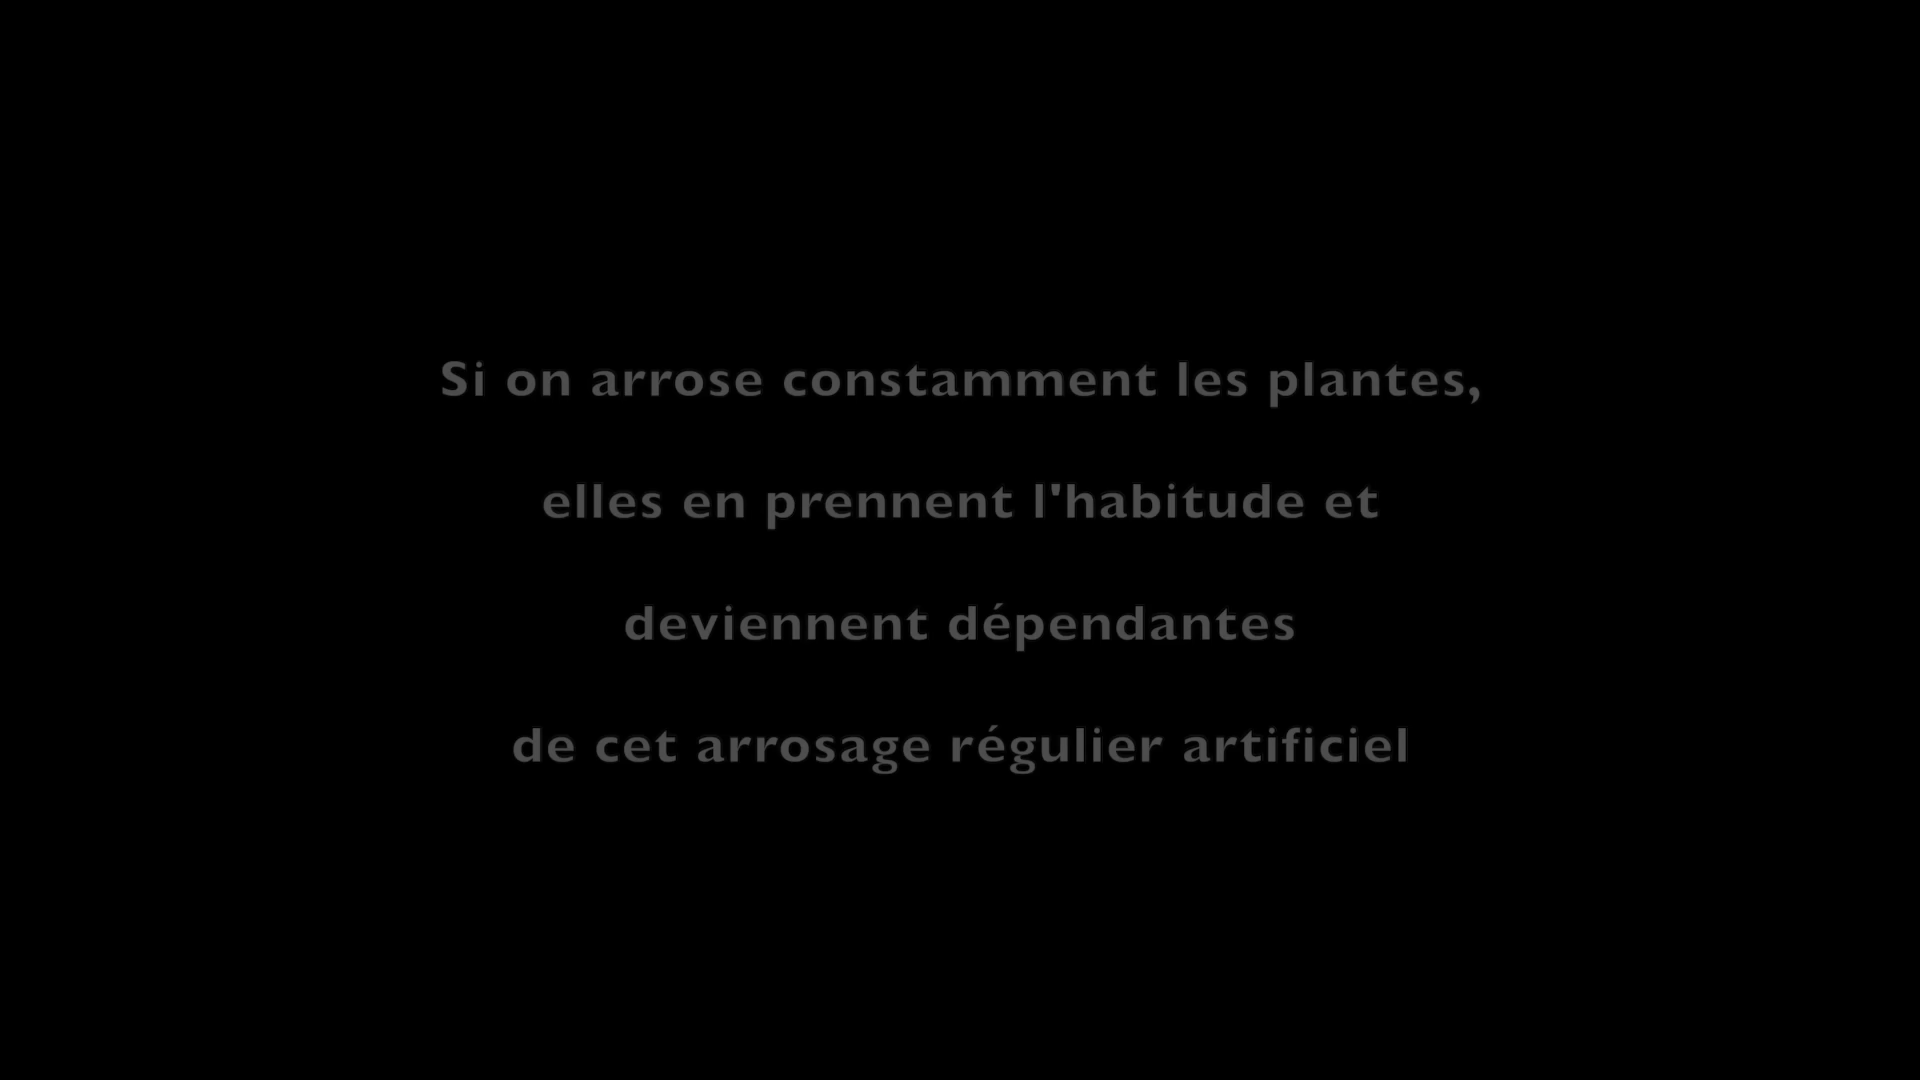 Si on arrose constamment les plantes,
elles en prennent l'habitude et
deviennent dépendantes
de cet arrosage régulier artificiel